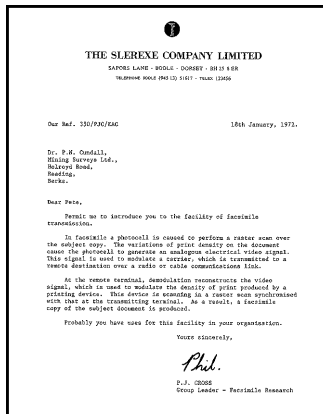 THE SLEREXE COMPANY LIMITED
SAPORS LANE - BOOLE - DORSET - BH 25 8 ER
TELEPHONE BOOLE (945 13) 51617 - TELEX 123456
Our Ref. 350/PJC/EAC 18th January, 1972.
Dr. P.N. Cundall,
Mining Surveys Ltd.,
Holroyd Road,
Reading,
Berks.
Dear Pete,
Permit me to introduce you to the facility of facsimile
transmission.
In facsimile a photocell is caused to perform a raster scan over
the subject copy. The variations of print density on the document
cause the photocell to generate an analogous electrical video signal.
This signal is used to modulate a carrier, which is transmitted to a
remote destination over a radio or cable communications link.
At the remote terminal, demodulation reconstructs the video
signal, which is used to modulate the density of print produced by a
printing device. This device is scanning in a raster scan synchronised
with that at the transmitting terminal. As a result, a facsimile
copy of the subject document is produced.
Probably you have uses for this facility in your organisation.
Yours sincerely,
Phil.
P.J. CROSS
Group Leader - Facsimile Research